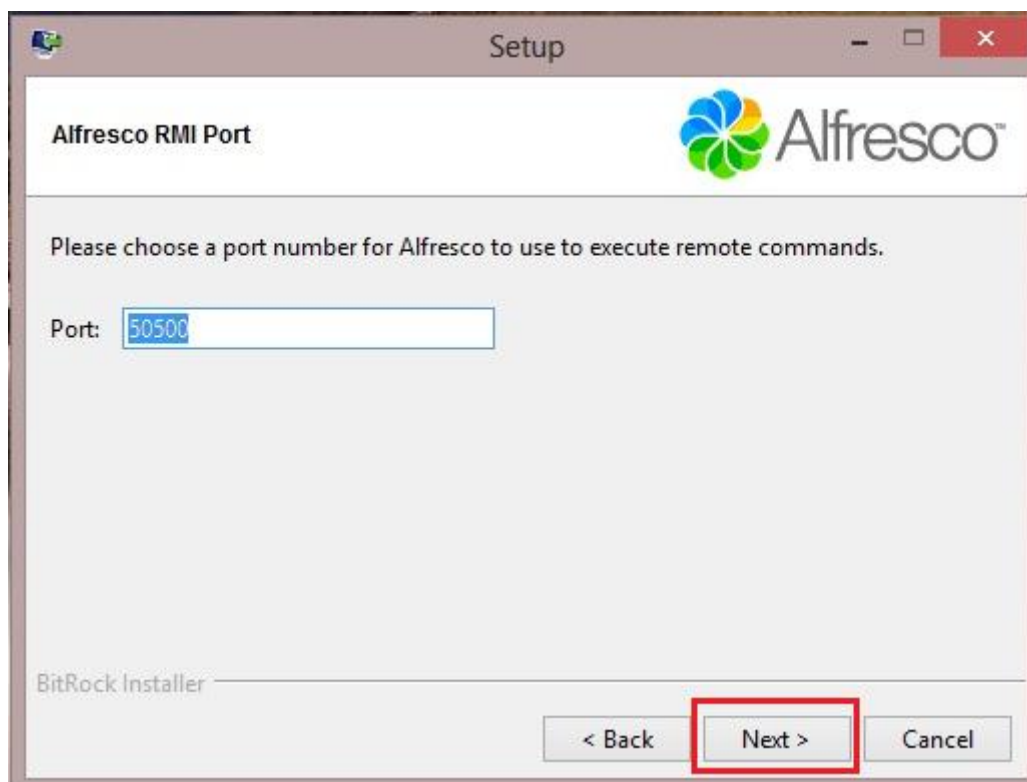 Setup
Alfresco RMI Port
Alfresco™
Please choose a port number for Alfresco to use to execute remote commands.
Port: 50500
BitRock Installer
< Back Next > Cancel